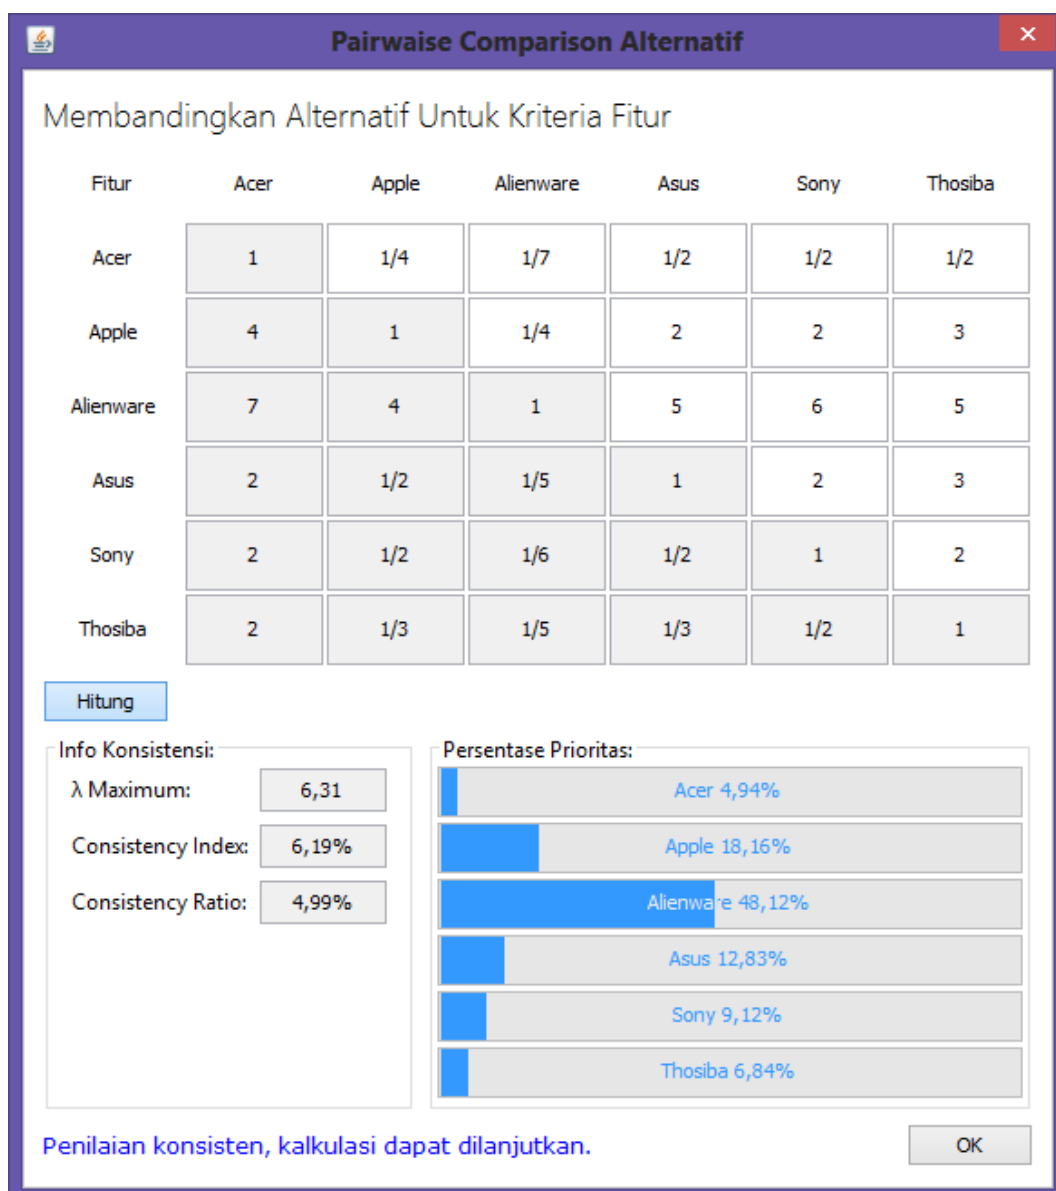 Pairwaise Comparison Alternatif
Membandingkan Alternatif Untuk Kriteria Fitur
Fitur Acer Apple Alienware Asus Sony Thosiba
Acer 1 1/4 1/7 1/2 1/2 1/2
Apple 4 1 1/4 2 2 3
Alienware 7 4 1 5 6 5
Asus 2 1/2 1/5 1 2 3
Sony 2 1/2 1/6 1/2 1 2
Thosiba 2 1/3 1/5 1/3 1/2 1
Hitung
Info Konsistensi:
λ Maximum: 6,31
Consistency Index: 6,19%
Consistency Ratio: 4,99%
Persentase Prioritas:
Acer 4,94%
Apple 18,16%
Alienware 48,12%
Asus 12,83%
Sony 9,12%
Thosiba 6,84%
Penilaian konsisten, kalkulasi dapat dilanjutkan.
OK